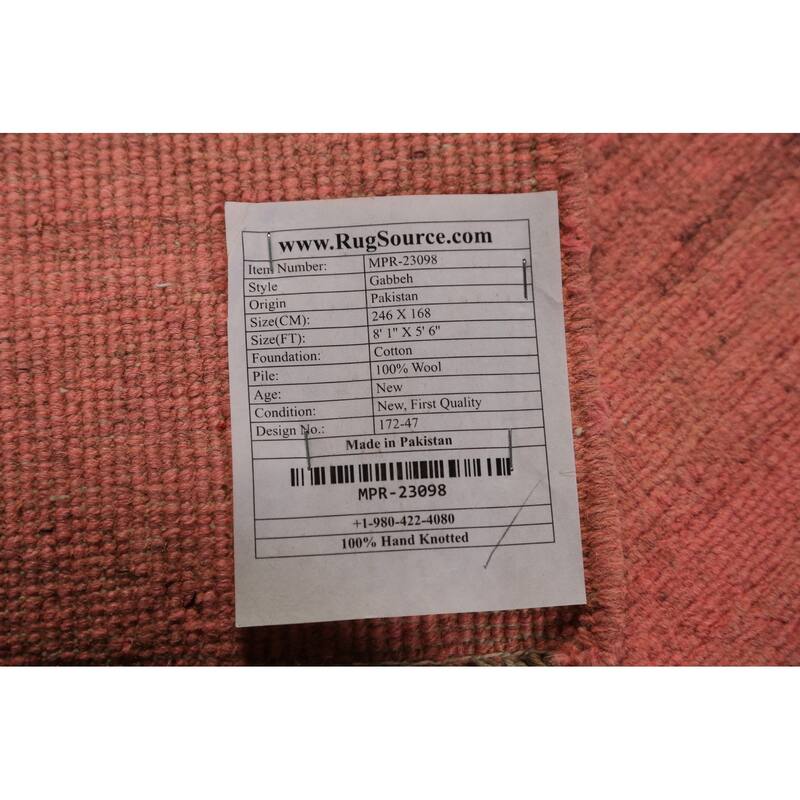 www.RugSource.com
Item Number: MPR-23098
Style Gabbeh
Origin Pakistan
Size(CM): 246 X 168
Size(FT): 8' 1" X 5' 6"
Foundation: Cotton
Pile: 100% Wool
Age: New
Condition: New, First Quality
Design No.: 172-47
Made in Pakistan
MPR-23098
+1-980-422-4080
100% Hand Knotted